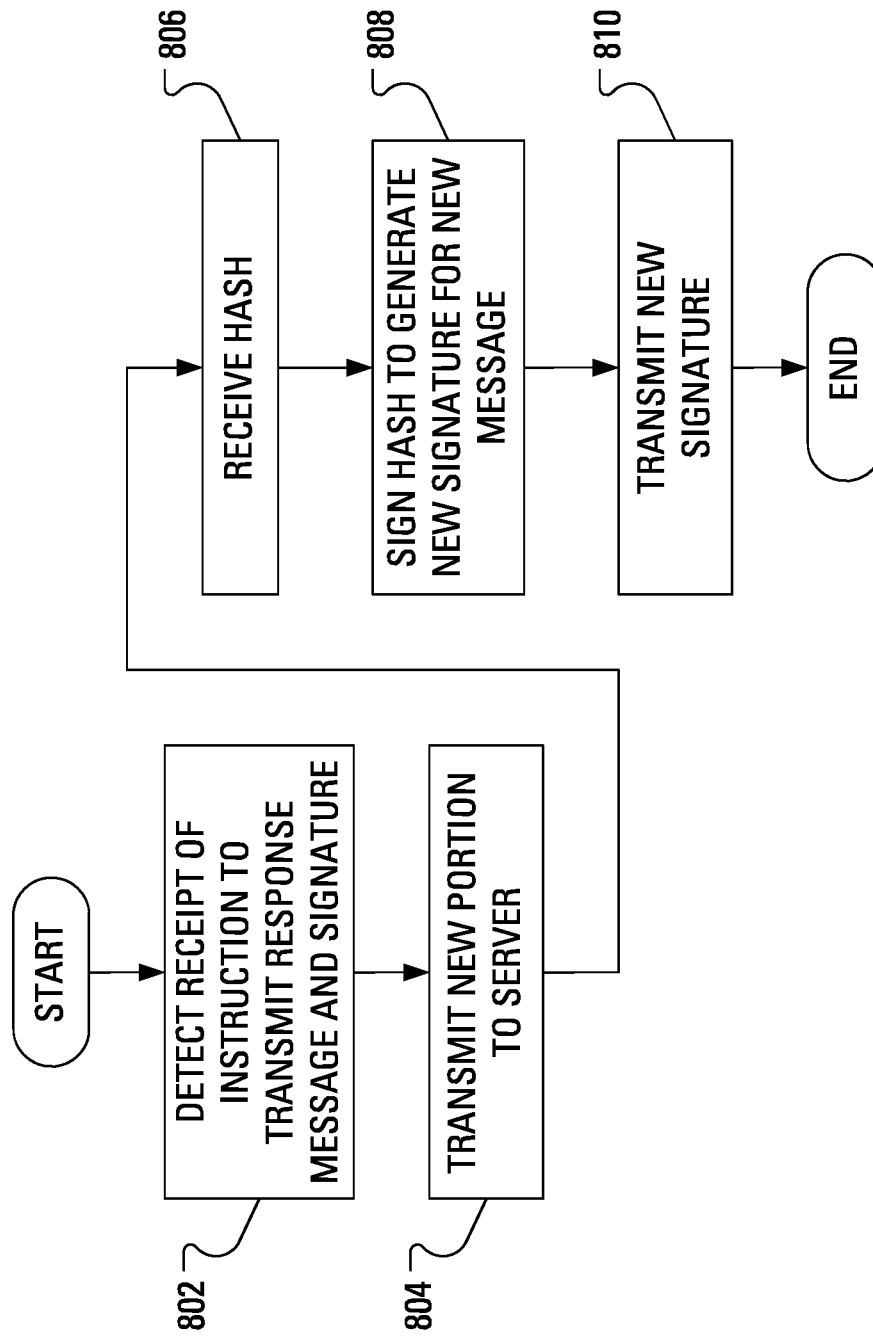 START
DETECT RECEIPT OF
INSTRUCTION TO
TRANSMIT RESPONSE
MESSAGE AND SIGNATURE
802
TRANSMIT NEW PORTION
TO SERVER
804
RECEIVE HASH
806
SIGN HASH TO GENERATE
NEW SIGNATURE FOR NEW
MESSAGE
808
TRANSMIT NEW
SIGNATURE
810
END